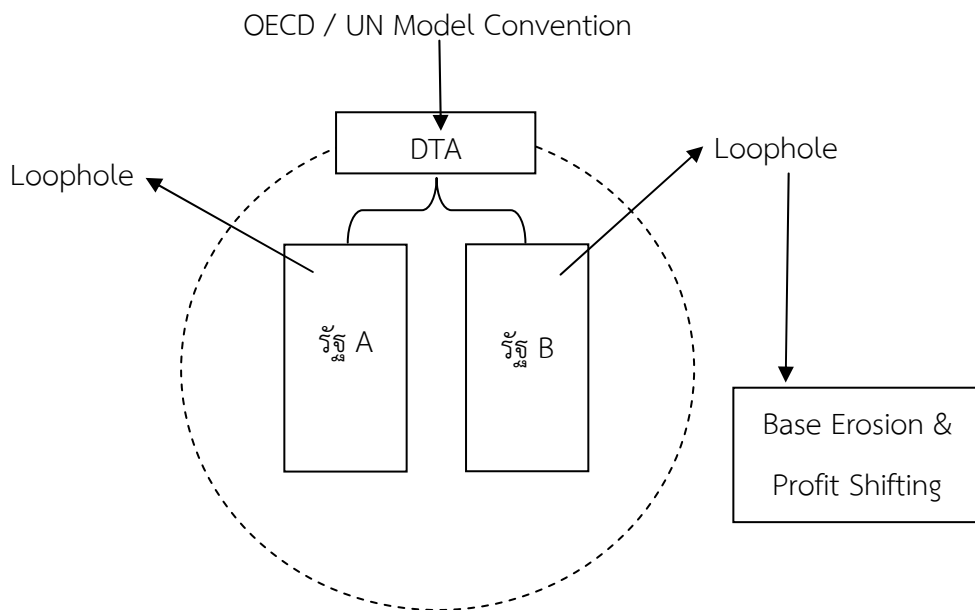 OECD / UN Model Convention
DTA
Loophole
Loophole
รัฐ A
รัฐ B
Base Erosion &
Profit Shifting